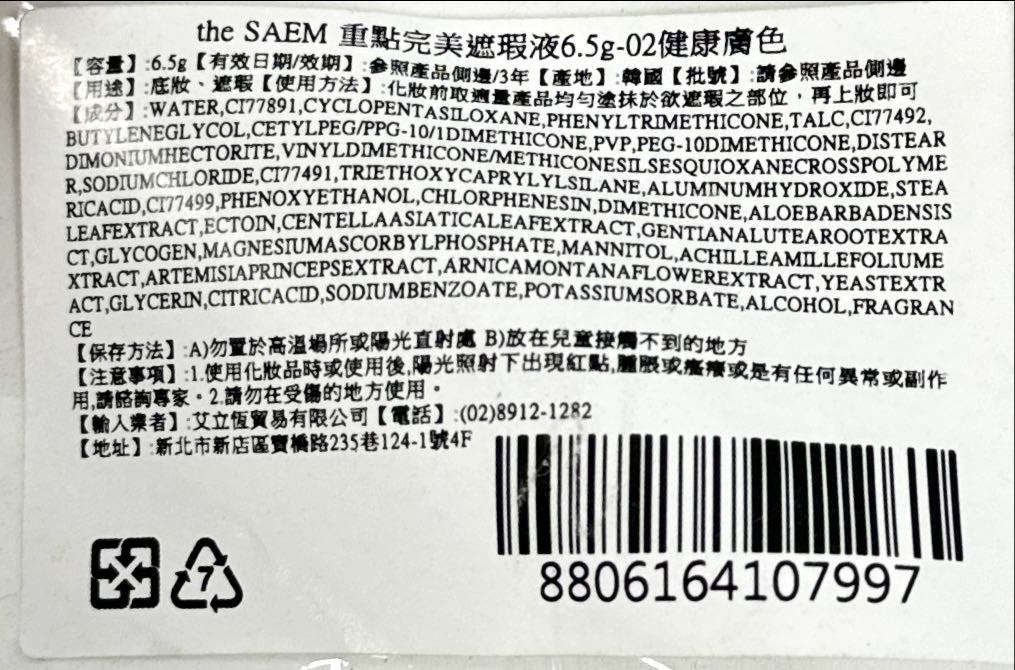 the SAEM 重點完美遮瑕液6.5g-02健康膚色
【容量】:6.5g【有效日期/效期】:參照產品側邊/3年【產地】:韓國【批號】:請參照產品側邊
【用途】:底妝、遮瑕【使用方法】:化妝前取適量產品均勻塗抹於欲遮瑕之部位，再上妝即可
【成分】:WATER,CI77891,CYCLOPENTASILOXANE,PHENYLTRIMETHICONE,TALC,CI77492,
BUTYLENEGLYCOL,CETYLPEG/PPG-10/1DIMETHICONE,PVP,PEG-10DIMETHICONE,DISTEAR
DIMONIUMHECTORITE,VINYLDIMETHICONE/METHICONESILSESQUIOXANECROSSPOLYME
R,SODIUMCHLORIDE,CI77491,TRIETHOXYCAPRYLYLSILANE,ALUMINUMHYDROXIDE,STEA
RICACID,CI77499,PHENOXYETHANOL,CHLORPHENESIN,DIMETHICONE,ALOEBARBADENSIS
LEAFEXTRACT,ECTOIN,CENTELLAASIATICALEAFEXTRACT,GENTIANALUTEAROOTEXTRA
CT,GLYCOGEN,MAGNESIUMASCORBYLPHOSPHATE,MANNITOL,ACHILLEAMILLEFOLIUME
XTRACT,ARTEMISIAPRINCEPSEXTRACT,ARNICAMONTANAFLOWEREXTRACT,YEASTEXTR
ACT,GLYCERIN,CITRICACID,SODIUMBENZOATE,POTASSIUMSORBATE,ALCOHOL,FRAGRAN
CE
【保存方法】:A)勿置於高溫場所或陽光直射處 B)放在兒童接觸不到的地方
【注意事項】:1.使用化妝品時或使用後,陽光照射下出現紅點,腫脹或瘙癢或是有任何異常或副作
用,請諮詢專家。2.請勿在受傷的地方使用。
【輸入業者】:艾立恆貿易有限公司【電話】:(02)8912-1282
【地址】:新北市新店區寶橋路235巷124-1號4F
7
8806164107997